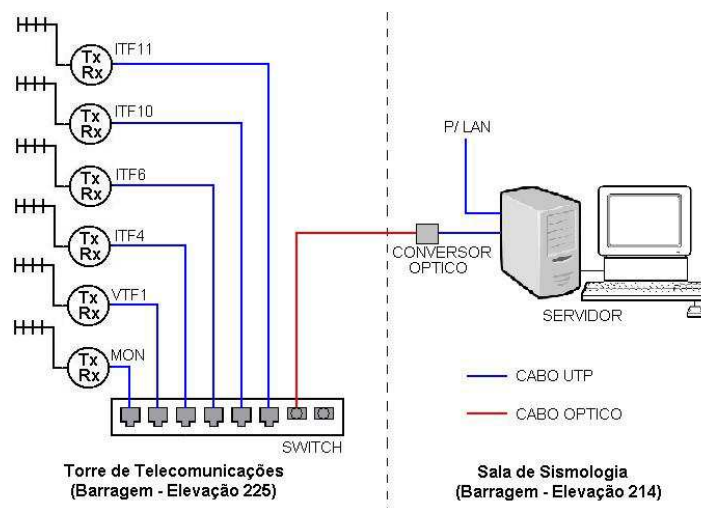 Tx
Rx
ITF11
Tx
Rx
ITF10
Tx
Rx
ITF6
Tx
Rx
ITF4
Tx
Rx
VTF1
Tx
Rx
MON
SWITCH
Torre de Telecomunicações
(Barragem - Elevação 225)
P/ LAN
CONVERSOR
OPTICO
SERVIDOR
CABO UTP
CABO OPTICO
Sala de Sismologia
(Barragem - Elevação 214)